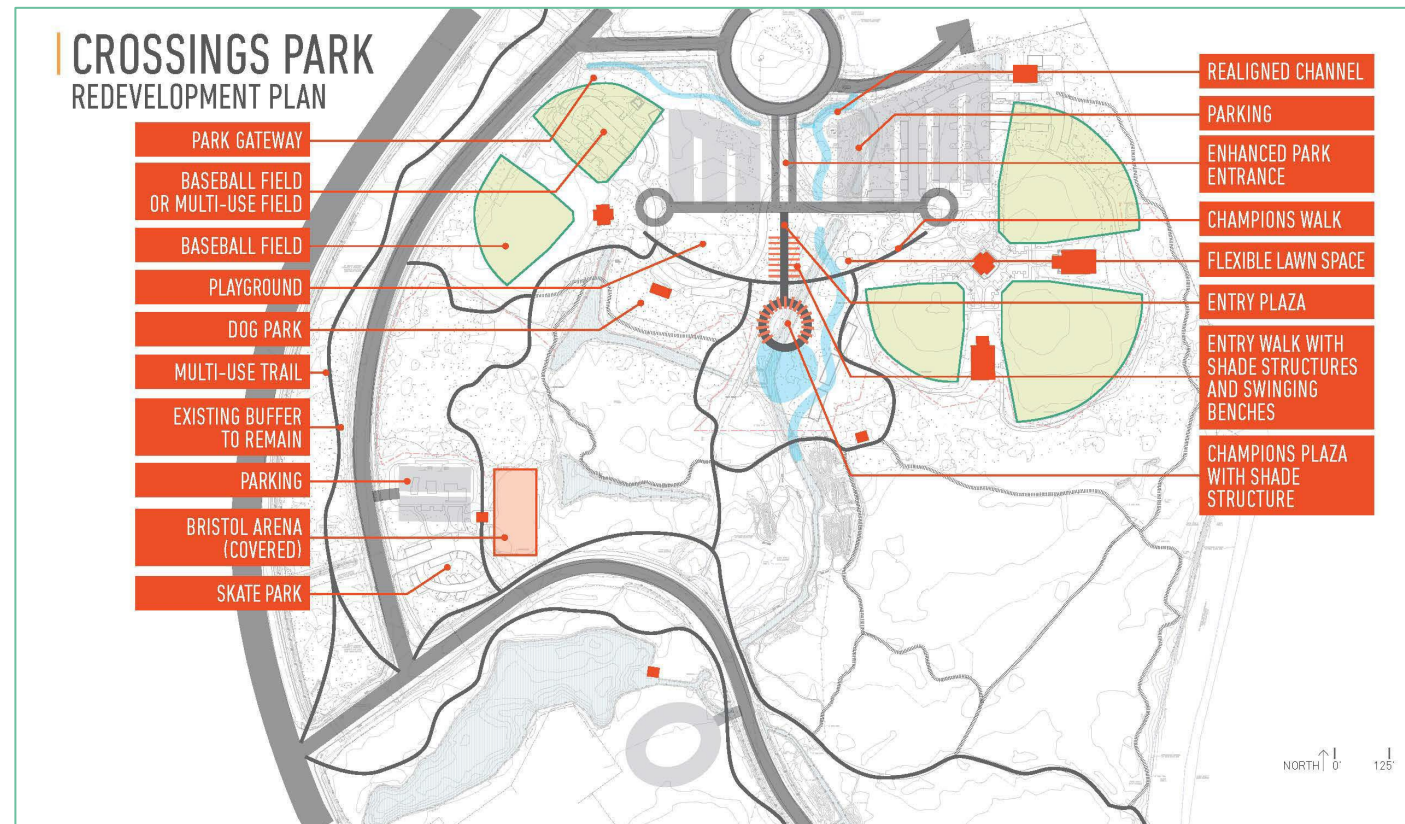 CROSSINGS PARK
REDEVELOPMENT PLAN
PARK GATEWAY
BASEBALL FIELD
OR MULTI-USE FIELD
BASEBALL FIELD
PLAYGROUND
DOG PARK
MULTI-USE TRAIL
EXISTING BUFFER
TO REMAIN
PARKING
BRISTOL ARENA
(COVERED)
SKATE PARK
REALIGNED CHANNEL
PARKING
ENHANCED PARK
ENTRANCE
CHAMPIONS WALK
FLEXIBLE LAWN SPACE
ENTRY PLAZA
ENTRY WALK WITH
SHADE STRUCTURES
AND SWINGING
BENCHES
CHAMPIONS PLAZA
WITH SHADE
STRUCTURE
NORTH 0' 125'